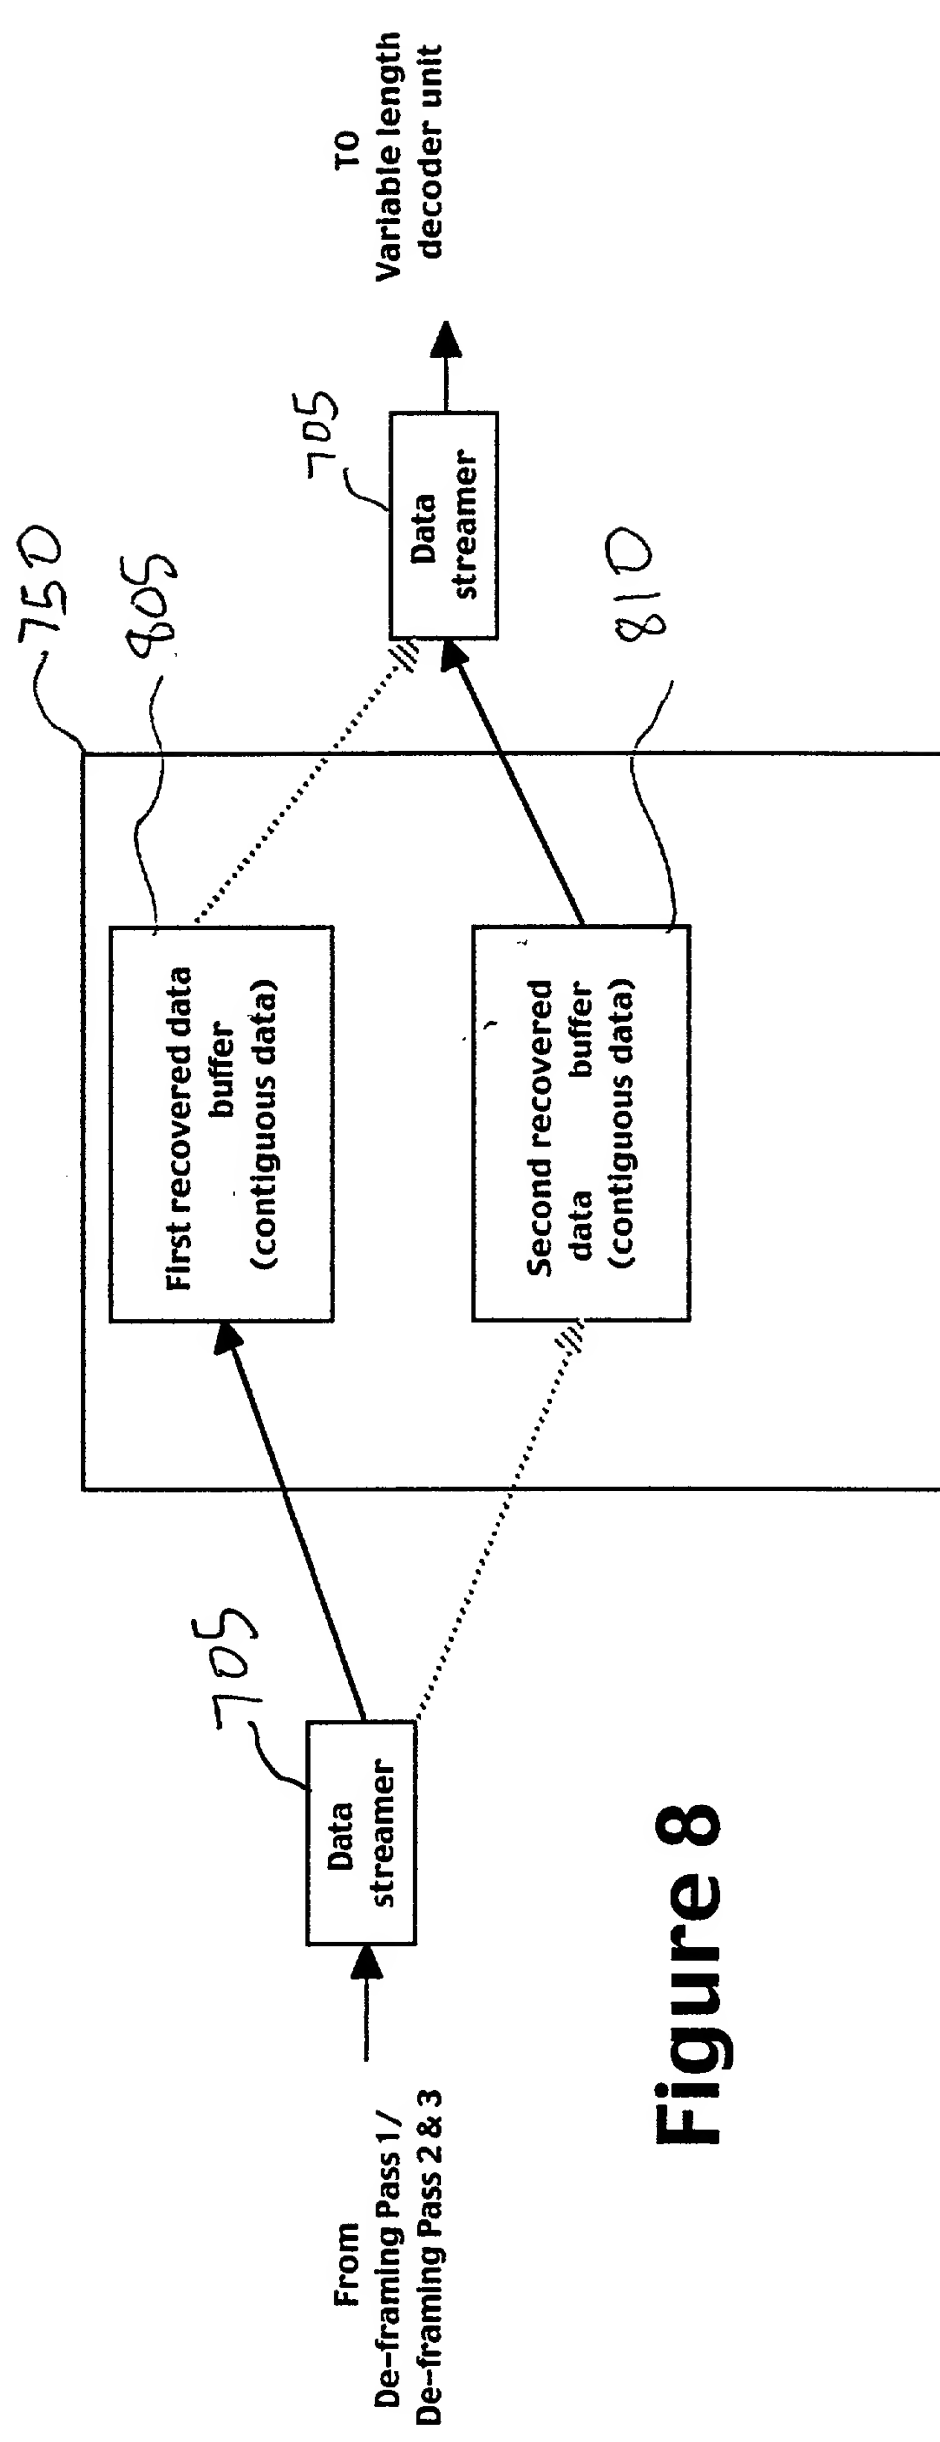 750
805
First recovered data
buffer
(contiguous data)
705
Data
streamer
From
De-framing Pass 1/
De-framing Pass 2 & 3
705
Data
streamer
TO
Variable length
decoder unit
810
Second recovered
data buffer
(contiguous data)
Figure 8